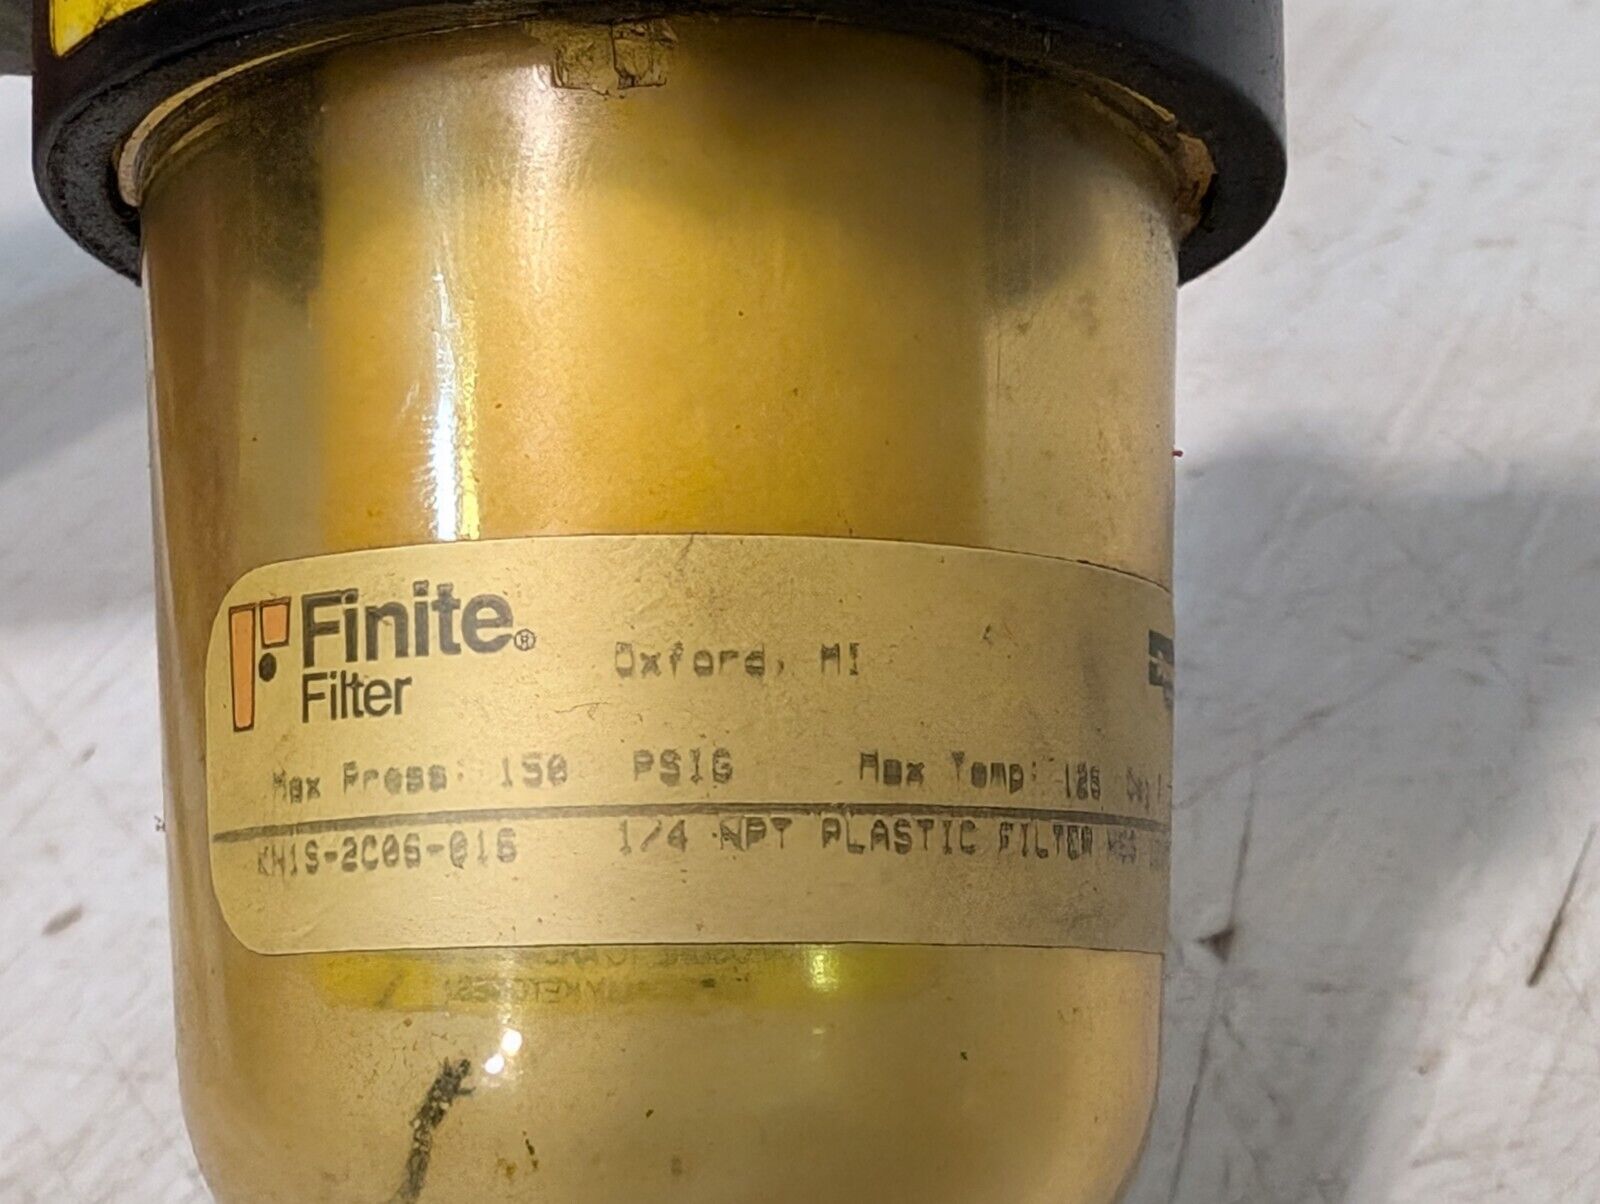 Finite®
Filter
Oxford, MI
Max Press: 150 PSIG Max Temp: 125
KH1S-2C06-016 1/4 NPT PLASTIC FILTER HSG